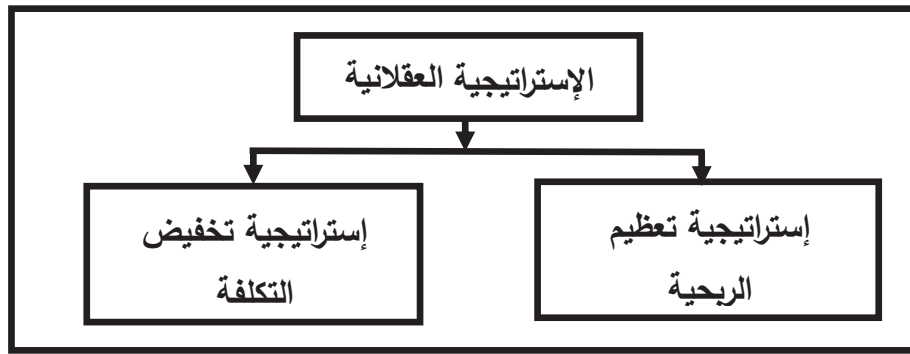 الإستراتيجية العقلانية
إستراتيجية تعظيم
الربحية
إستراتيجية تخفيض
التكلفة